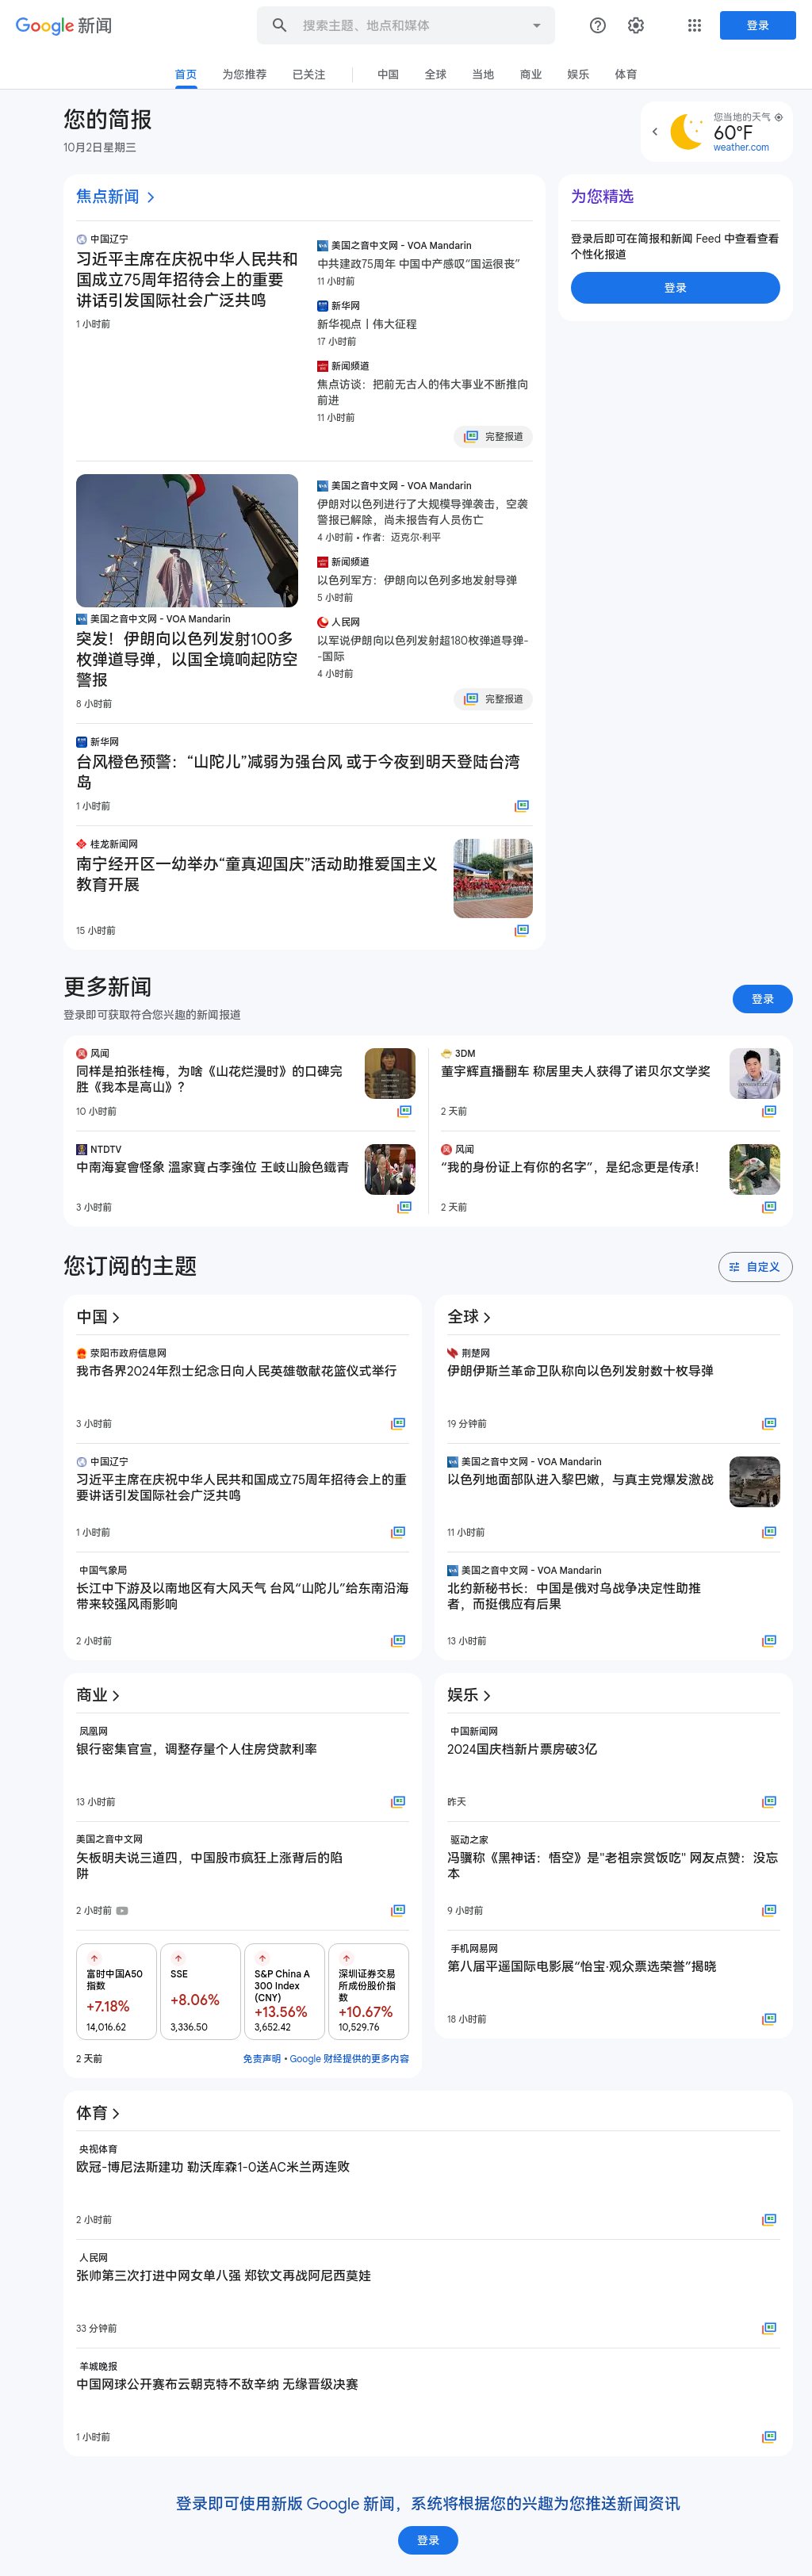 Google 新闻
搜索主题、地点和媒体
登录
首页
为您推荐
已关注
中国
全球
当地
商业
娱乐
体育
您的简报
10月2日星期三
您当地的天气
60°F
weather.com
焦点新闻
中国辽宁
习近平主席在庆祝中华人民共和
国成立75周年招待会上的重要
讲话引发国际社会广泛共鸣
1 小时前
美国之音中文网 - VOA Mandarin
中共建政75周年 中国中产感叹“国运很丧”
11 小时前
新华网
新华视点丨伟大征程
17 小时前
新闻频道
焦点访谈：把前无古人的伟大事业不断推向
前进
11 小时前
完整报道
为您精选
登录后即可在简报和新闻 Feed 中查看查看
个性化报道
登录
美国之音中文网 - VOA Mandarin
突发！伊朗向以色列发射100多
枚弹道导弹，以国全境响起防空
警报
8 小时前
美国之音中文网 - VOA Mandarin
伊朗对以色列进行了大规模导弹袭击，空袭
警报已解除，尚未报告有人员伤亡
4 小时前 • 作者：迈克尔·利平
新闻频道
以色列军方：伊朗向以色列多地发射导弹
5 小时前
人民网
以军说伊朗向以色列发射超180枚弹道导弹-
-国际
4 小时前
完整报道
新华网
台风橙色预警：“山陀儿”减弱为强台风 或于今夜到明天登陆台湾
岛
1 小时前
桂龙新闻网
南宁经开区一幼举办“童真迎国庆”活动助推爱国主义
教育开展
15 小时前
更多新闻
登录即可获取符合您兴趣的新闻报道
登录
风闻
同样是拍张桂梅，为啥《山花烂漫时》的口碑完
胜《我本是高山》？
10 小时前
3DM
董宇辉直播翻车 称居里夫人获得了诺贝尔文学奖
2 天前
NTDTV
中南海宴會怪象 溫家寶占李強位 王岐山臉色鐵青
3 小时前
风闻
“我的身份证上有你的名字”，是纪念更是传承！
2 天前
您订阅的主题
自定义
中国
荥阳市政府信息网
我市各界2024年烈士纪念日向人民英雄敬献花篮仪式举行
3 小时前
中国辽宁
习近平主席在庆祝中华人民共和国成立75周年招待会上的重
要讲话引发国际社会广泛共鸣
1 小时前
中国气象局
长江中下游及以南地区有大风天气 台风“山陀儿”给东南沿海
带来较强风雨影响
2 小时前
全球
荆楚网
伊朗伊斯兰革命卫队称向以色列发射数十枚导弹
19 分钟前
美国之音中文网 - VOA Mandarin
以色列地面部队进入黎巴嫩，与真主党爆发激战
11 小时前
美国之音中文网 - VOA Mandarin
北约新秘书长：中国是俄对乌战争决定性助推
者，而挺俄应有后果
13 小时前
商业
凤凰网
银行密集官宣，调整存量个人住房贷款利率
13 小时前
美国之音中文网
矢板明夫说三道四，中国股市疯狂上涨背后的陷
阱
2 小时前
富时中国A50
指数
+7.18%
14,016.62
SSE
+8.06%
3,336.50
S&P China A
300 Index
(CNY)
+13.56%
3,652.42
深圳证券交易
所成份股价指
数
+10.67%
10,529.76
2 天前
免责声明 • Google 财经提供的更多内容
娱乐
中国新闻网
2024国庆档新片票房破3亿
昨天
驱动之家
冯骥称《黑神话：悟空》是"老祖宗赏饭吃" 网友点赞：没忘
本
9 小时前
手机网易网
第八届平遥国际电影展“怡宝·观众票选荣誉”揭晓
18 小时前
体育
央视体育
欧冠-博尼法斯建功 勒沃库森1-0送AC米兰两连败
2 小时前
人民网
张帅第三次打进中网女单八强 郑钦文再战阿尼西莫娃
33 分钟前
羊城晚报
中国网球公开赛布云朝克特不敌辛纳 无缘晋级决赛
1 小时前
登录即可使用新版 Google 新闻，系统将根据您的兴趣为您推送新闻资讯
登录